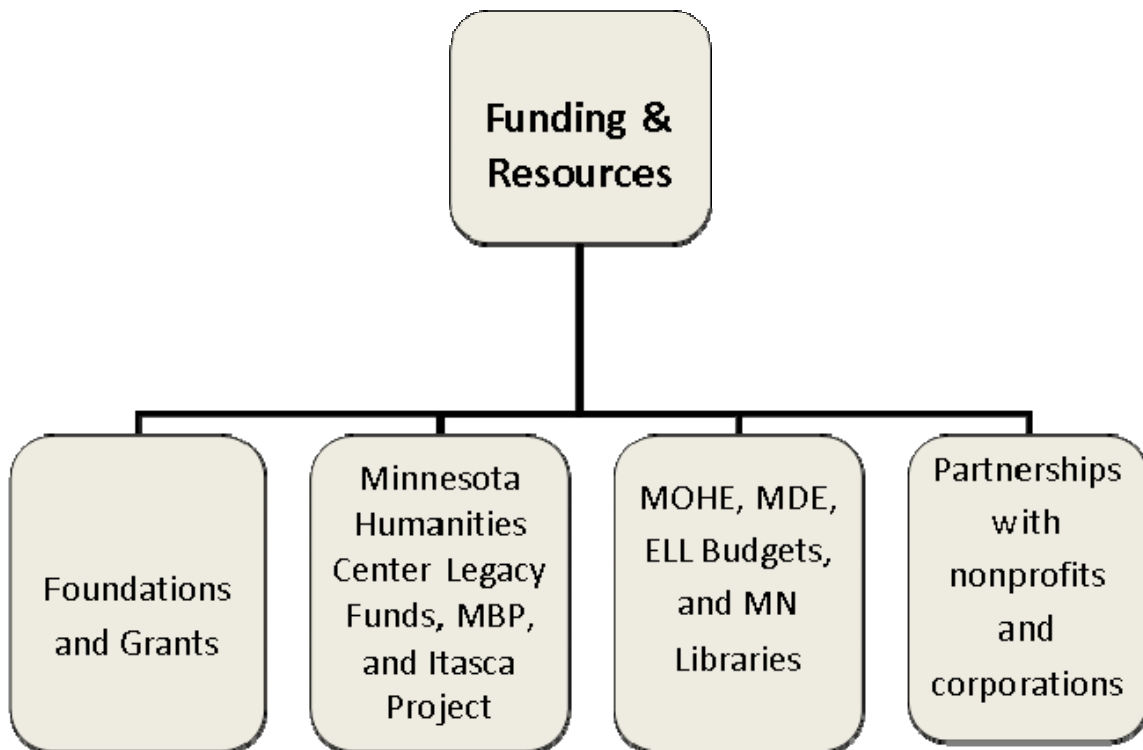 Funding &
Resources
Foundations
and Grants
Minnesota
Humanities
Center Legacy
Funds, MBP,
and Itasca
Project
MOHE, MDE,
ELL Budgets,
and MN
Libraries
Partnerships
with
nonprofits
and
corporations